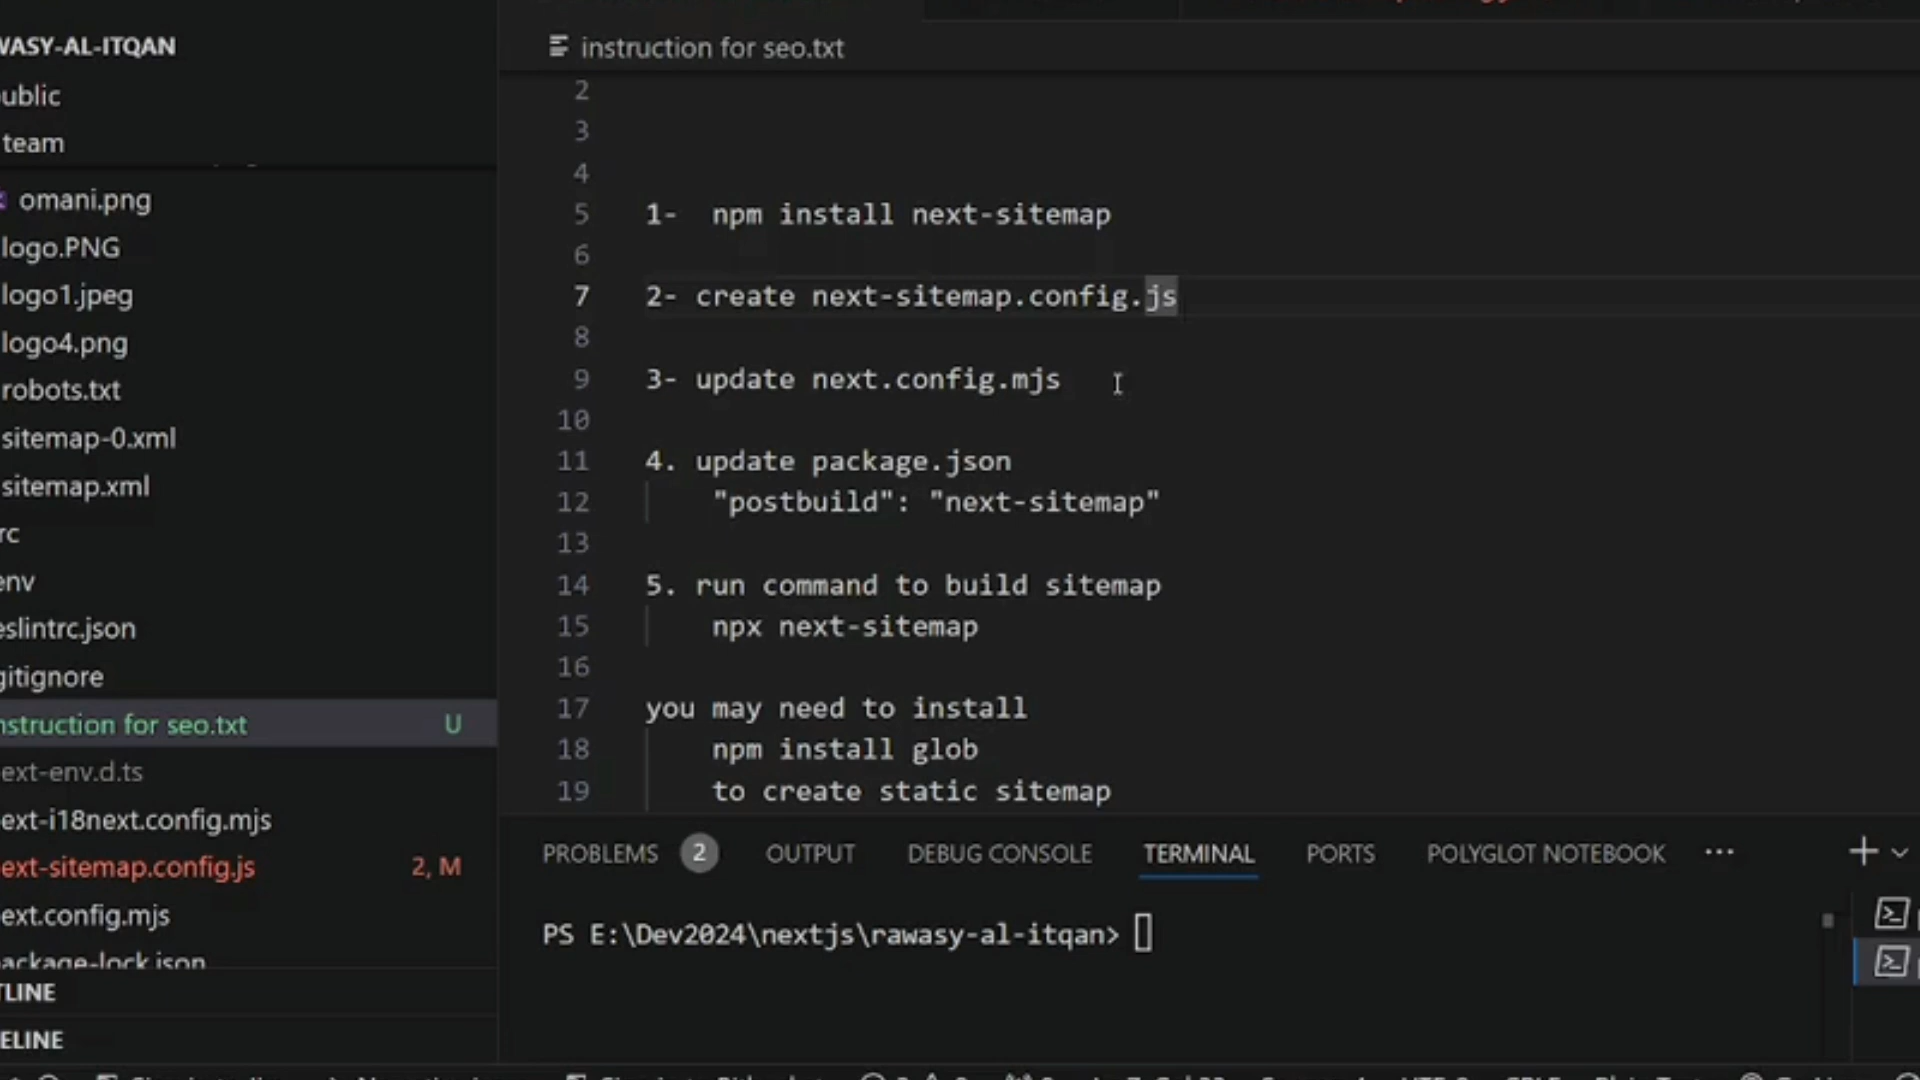 WASY-AL-ITQAN
ublic
team
omani.png
logo.PNG
logo1.jpeg
logo4.png
robots.txt
sitemap-0.xml
sitemap.xml
rc
env
eslintrc.json
gitignore
nstruction for seo.txt U
ext-env.d.ts
ext-i18next.config.mjs
ext-sitemap.config.js 2, M
ext.config.mjs
ackage-lock.json
TLINE
ELINE
instruction for seo.txt
2
3
4
5 1- npm install next-sitemap
6
7 2- create next-sitemap.config.js
8
9 3- update next.config.mjs
10
11 4. update package.json
12 "postbuild": "next-sitemap"
13
14 5. run command to build sitemap
15 npx next-sitemap
16
17 you may need to install
18 npm install glob
19 to create static sitemap
PROBLEMS 2 OUTPUT DEBUG CONSOLE TERMINAL PORTS POLYGLOT NOTEBOOK ...
PS E:\Dev2024\nextjs\rawasy-al-itqan>